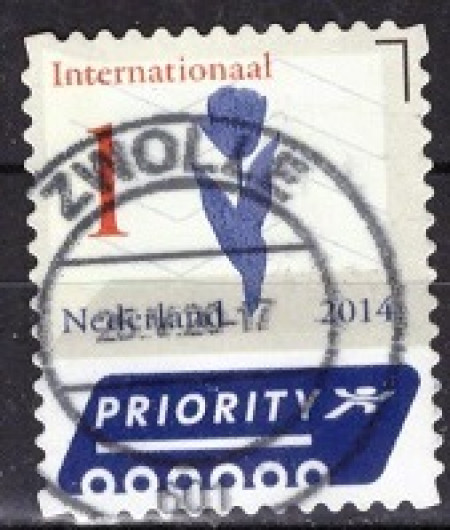 Internationaal
1
ZWOLLE
Nederland 2014
PRIORITY